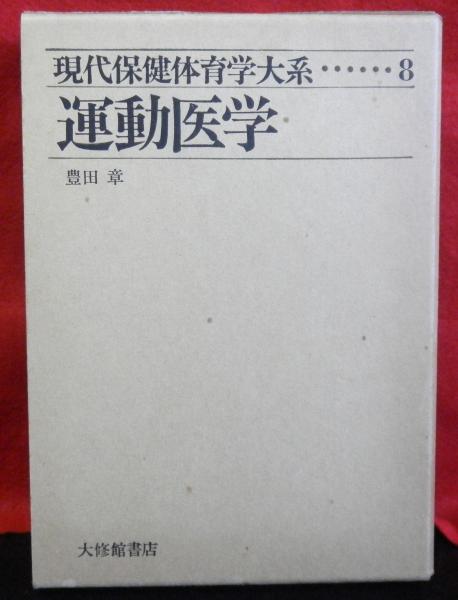 現代保健体育学大系……8
運動医学
豊田 章
大修館書店